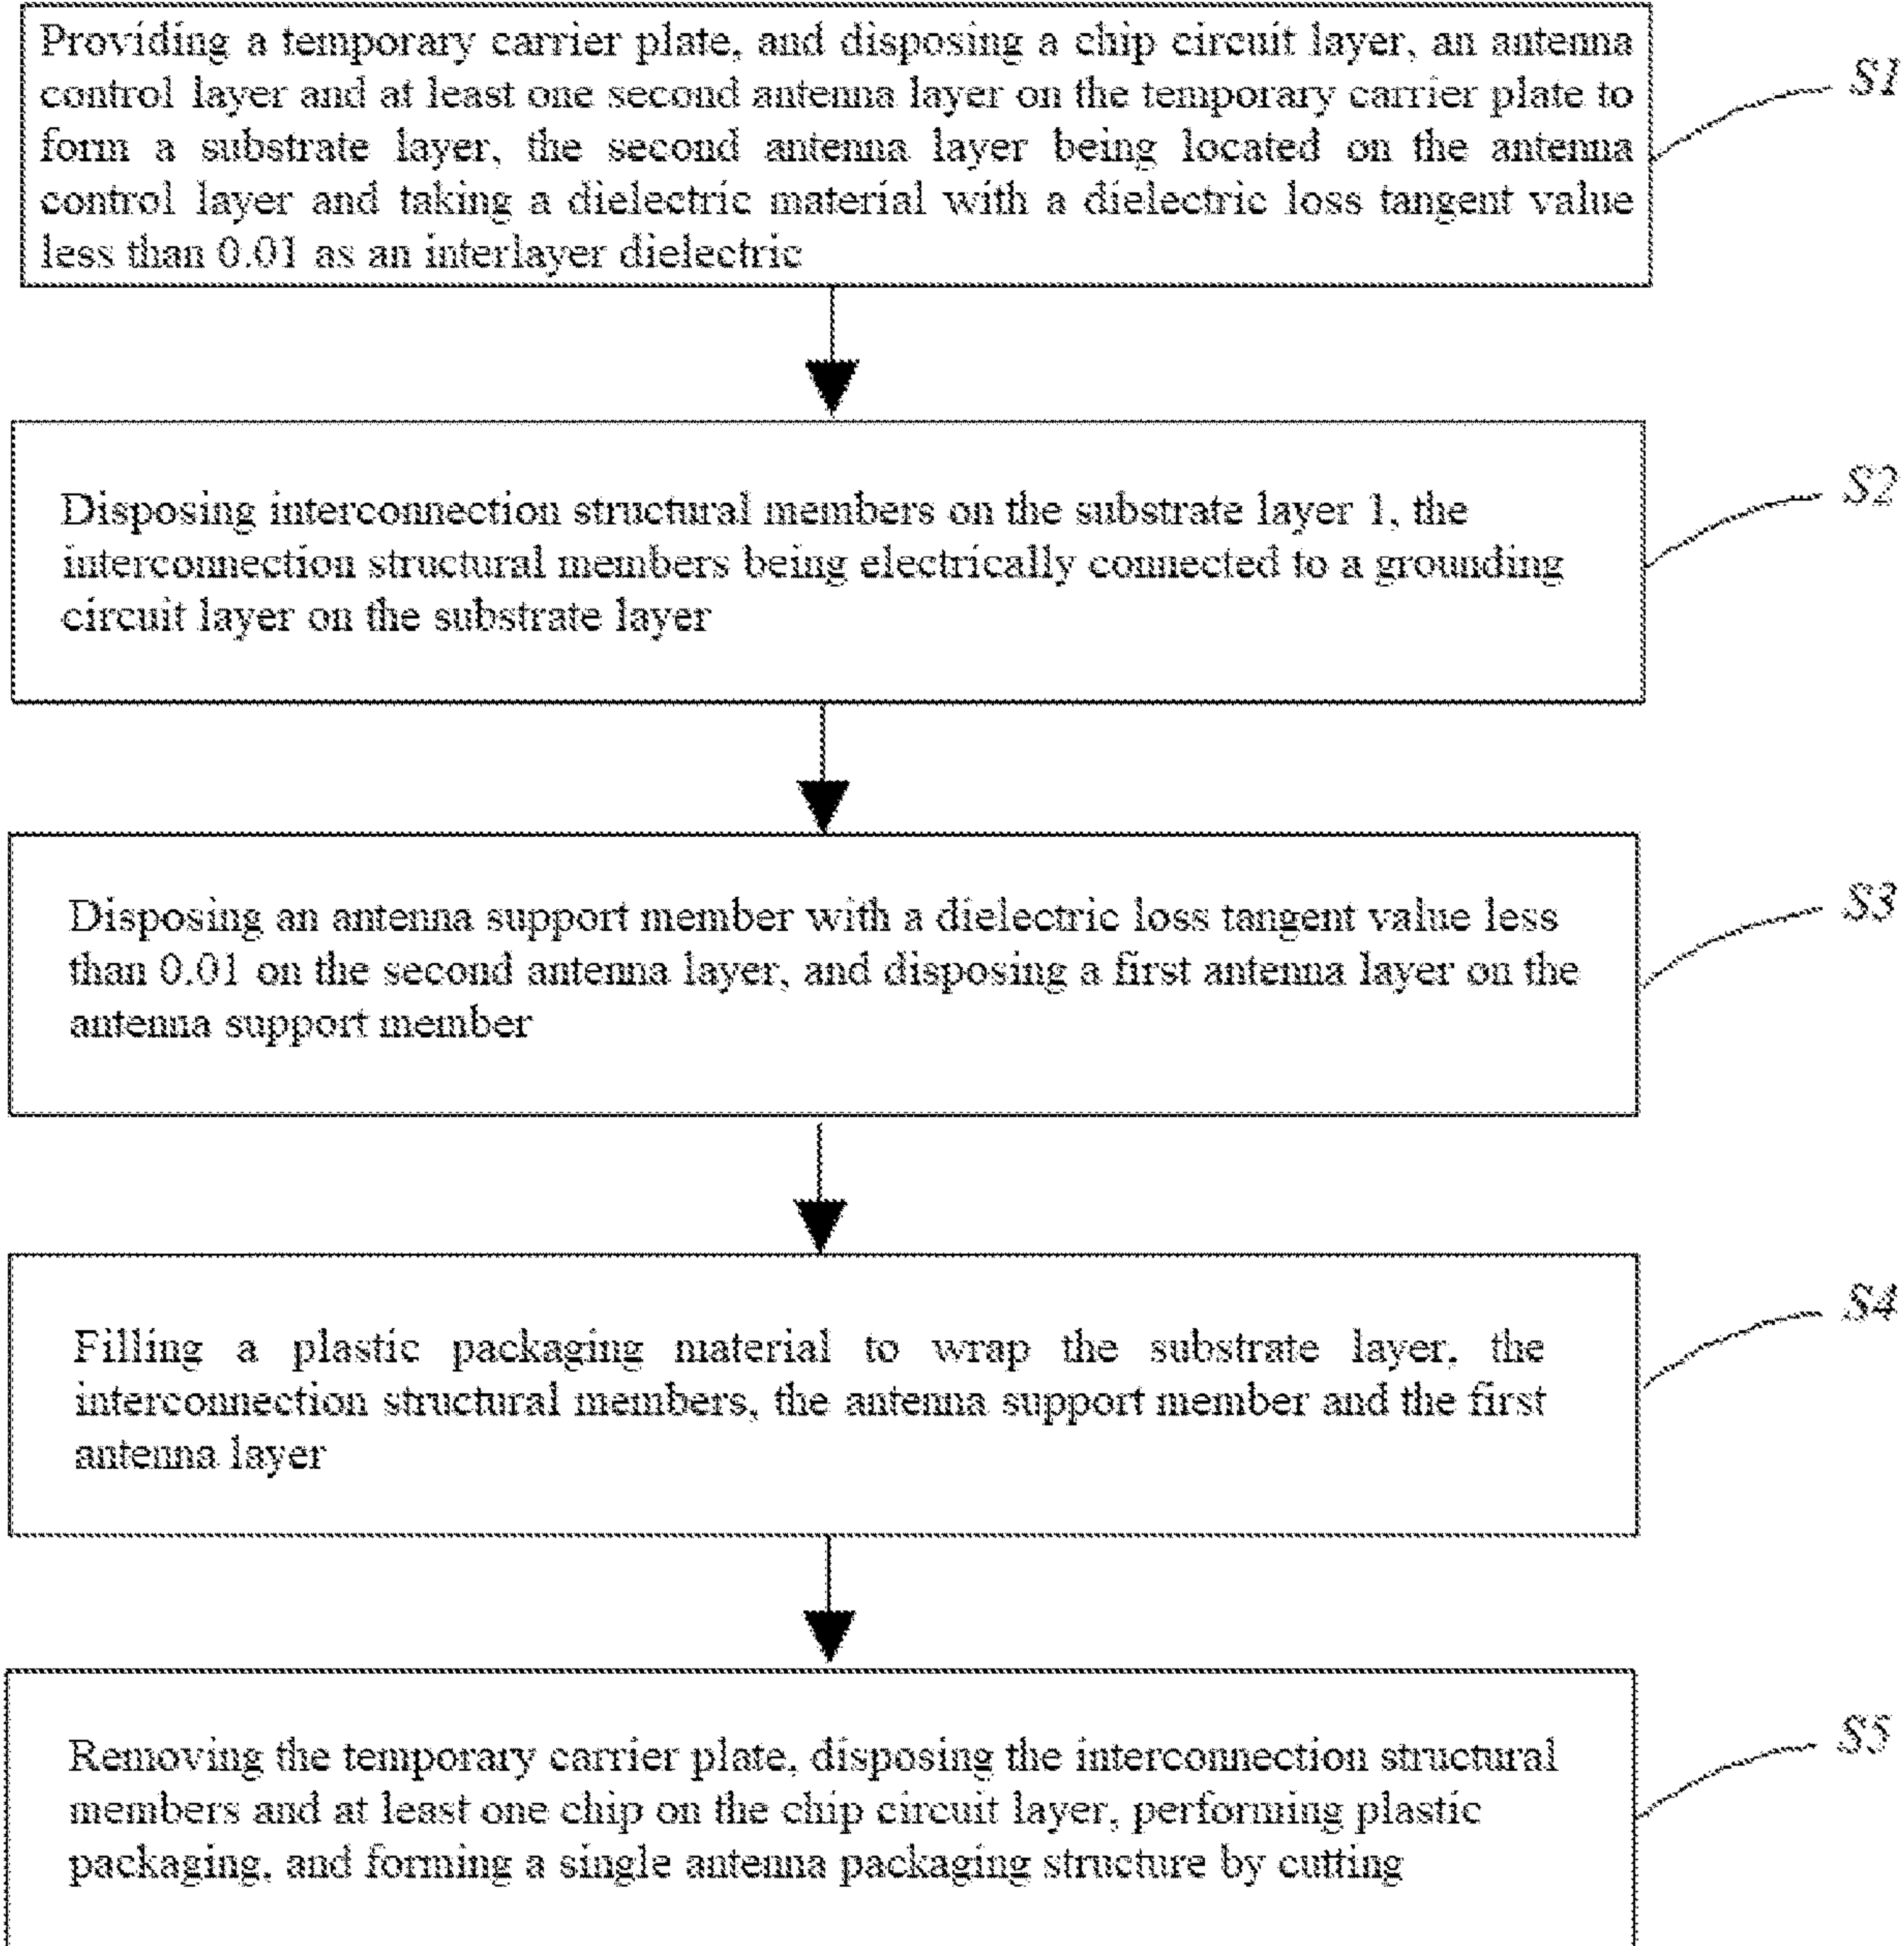 Providing a temporary carrier plate, and disposing a chip circuit layer, an antenna
control layer and at least one second antenna layer on the temporary carrier plate to
form a substrate layer, the second antenna layer being located on the antenna
control layer and taking a dielectric material with a dielectric loss tangent value
less than 0.01 as an interlayer dielectric
S1
Disposing interconnection structural members on the substrate layer 1, the
interconnection structural members being electrically connected to a grounding
circuit layer on the substrate layer
S2
Disposing an antenna support member with a dielectric loss tangent value less
than 0.01 on the second antenna layer, and disposing a first antenna layer on the
antenna support member
S3
Filling a plastic packaging material to wrap the substrate layer, the
interconnection structural members, the antenna support member and the first
antenna layer
S4
Removing the temporary carrier plate, disposing the interconnection structural
members and at least one chip on the chip circuit layer, performing plastic
packaging, and forming a single antenna packaging structure by cutting
S5